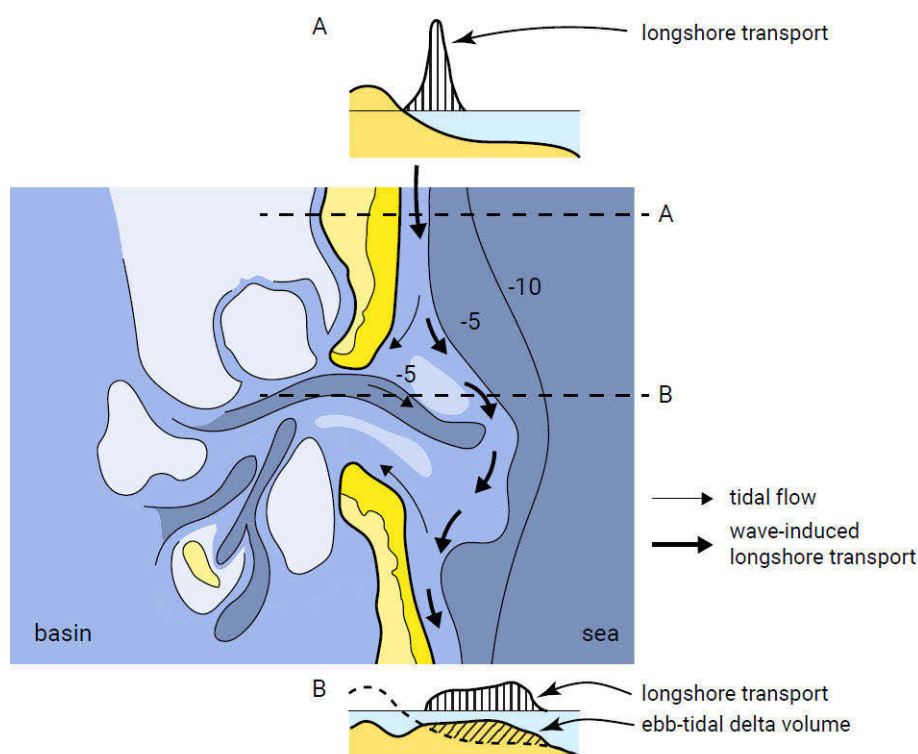 A
longshore transport
A
-10
-5
-5
B
tidal flow
wave-induced
longshore transport
basin
sea
B
longshore transport
ebb-tidal delta volume